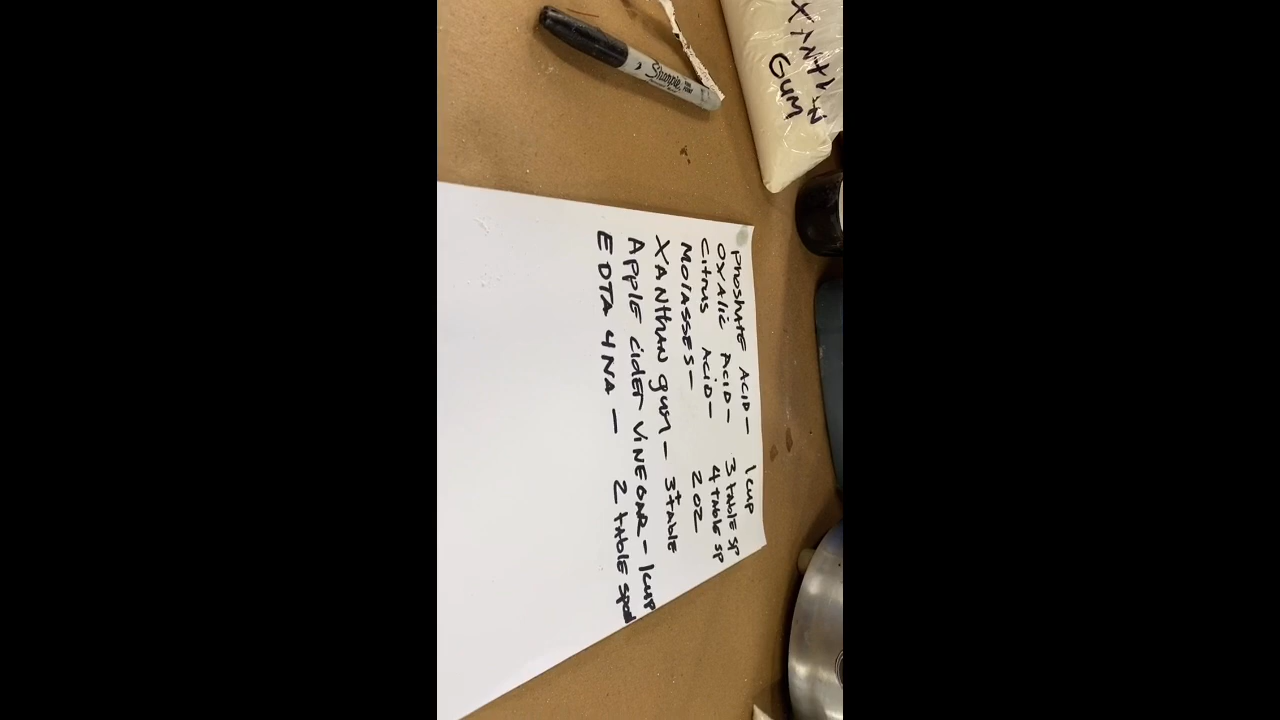 Phoshate Acid - 1 cup
Oxalic Acid - 3 table sp
Citrus Acid - 4 table sp
Molasses - 2 oz
Xanthan gum - 3 table
Apple cider vinegar - 1 cup
EDTA 4NA - 2 table spoon
Sharpie
XANTHAN
GUM